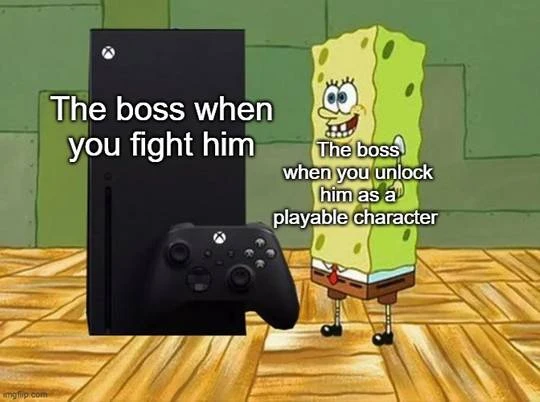 The boss when
you fight him
The boss
when you unlock
him as a
playable character
imgflip.com